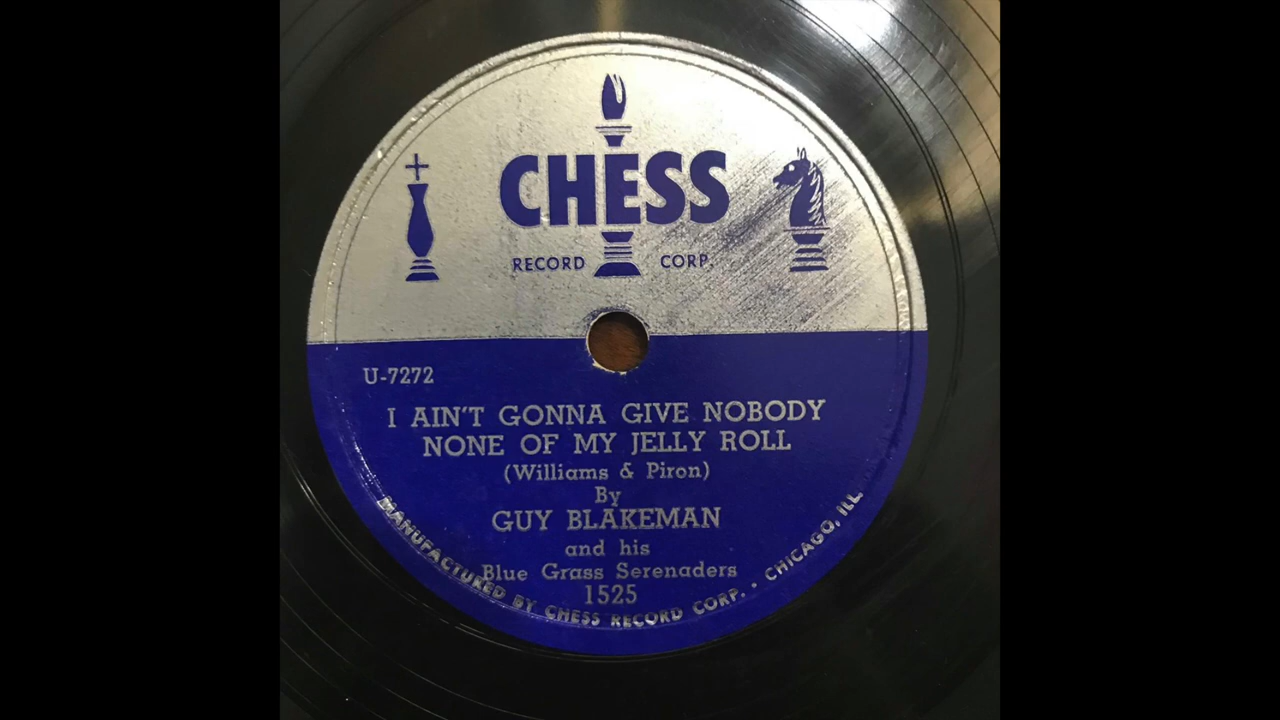 CHESS
RECORD CORP.
U-7272
I AIN'T GONNA GIVE NOBODY
NONE OF MY JELLY ROLL
(Williams & Piron)
By
GUY BLAKEMAN
and his
Blue Grass Serenaders
1525
MANUFACTURED BY CHESS RECORD CORP. · CHICAGO, ILL